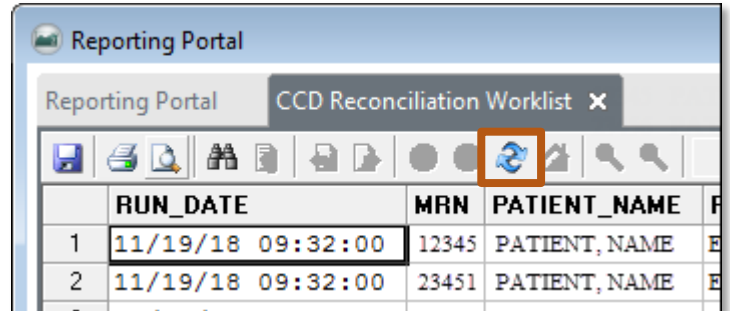 Reporting Portal
Reporting Portal CCD Reconciliation Worklist
RUN_DATE MRN PATIENT_NAME
1 11/19/18 09:32:00 12345 PATIENT, NAME
2 11/19/18 09:32:00 23451 PATIENT, NAME